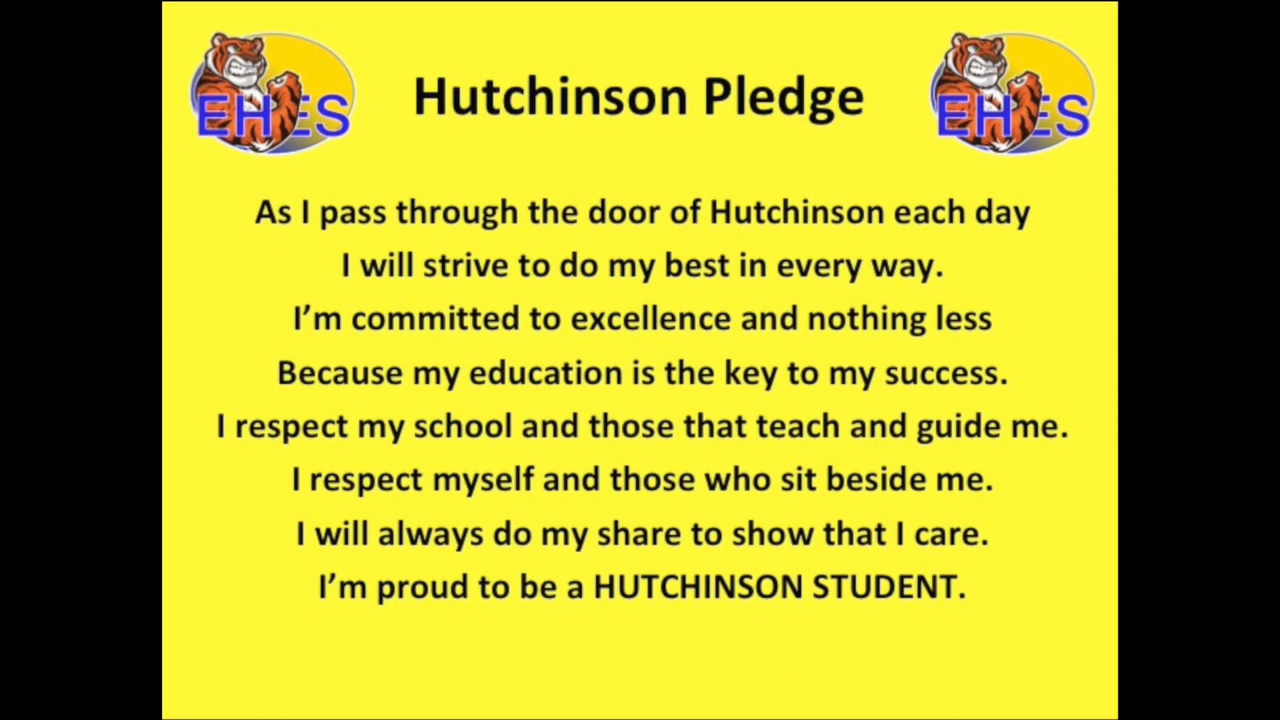 EHES
Hutchinson Pledge
EHES
As I pass through the door of Hutchinson each day
I will strive to do my best in every way.
I’m committed to excellence and nothing less
Because my education is the key to my success.
I respect my school and those that teach and guide me.
I respect myself and those who sit beside me.
I will always do my share to show that I care.
I’m proud to be a HUTCHINSON STUDENT.